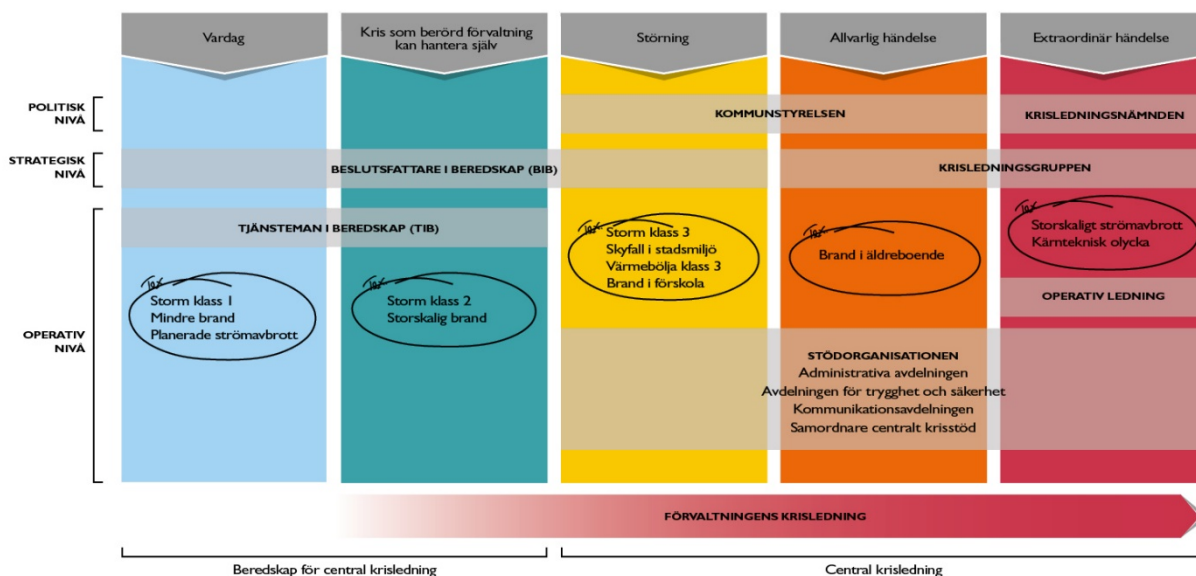 Vardag
Kris som berörd förvaltning
kan hantera själv
Störning
Allvarlig händelse
Extraordinär händelse
POLITISK
NIVÅ
KOMMUNSTYRELSEN
KRISLEDNINGSNÄMNDEN
STRATEGISK
NIVÅ
BESLUTSFATTARE I BEREDSKAP (BIB)
KRISLEDNINGSGRUPPEN
OPERATIV
NIVÅ
TJÄNSTEMAN I BEREDSKAP (TIB)
Storm klass 1
Mindre brand
Planerade strömavbrott
Storm klass 2
Storskalig brand
Storm klass 3
Skyfall i stadsmiljö
Värmebölja klass 3
Brand i förskola
Brand i äldreboende
Storskaligt strömavbrott
Kärnteknisk olycka
OPERATIV LEDNING
STÖDORGANISATIONEN
Administrativa avdelningen
Avdelningen för trygghet och säkerhet
Kommunikationsavdelningen
Samordnare centralt krisstöd
FÖRVALTNINGENS KRISLEDNING
Beredskap för central krisledning
Central krisledning